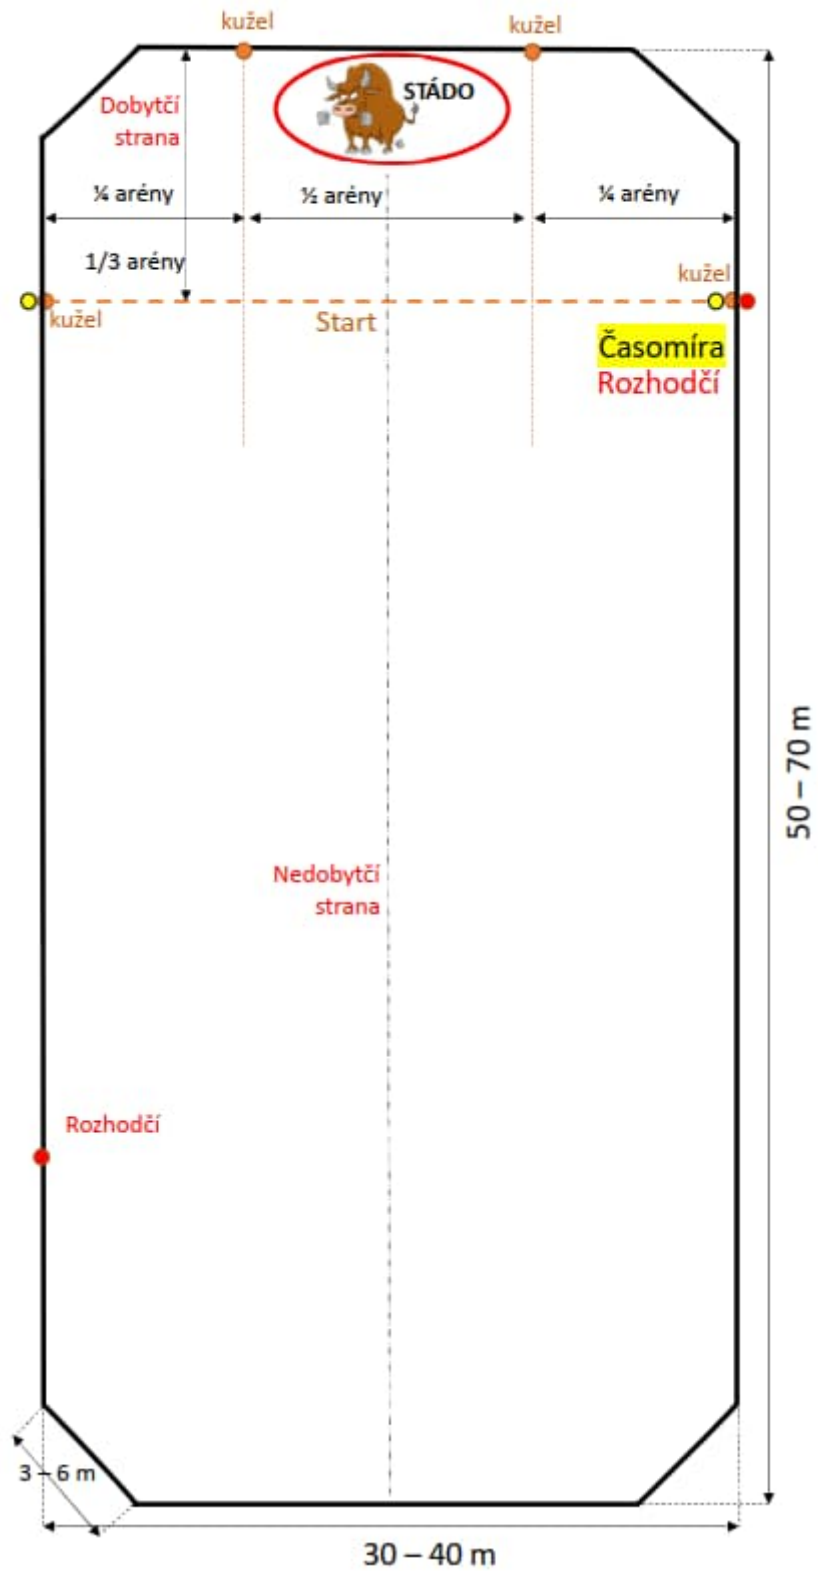 kužel
kužel
STÁDO
Dobytčí
strana
¼ arény
½ arény
¼ arény
1/3 arény
kužel
kužel
Start
Časomíra
Rozhodčí
50 – 70 m
Nedobytčí
strana
Rozhodčí
3 – 6 m
30 – 40 m